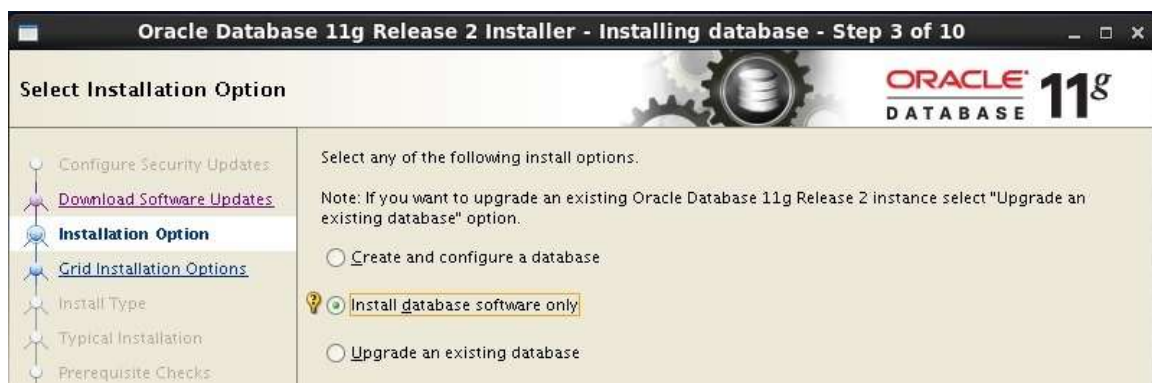 Oracle Database 11g Release 2 Installer - Installing database - Step 3 of 10
Select Installation Option
ORACLE
DATABASE
11g
Configure Security Updates
Download Software Updates
Installation Option
Grid Installation Options
Install Type
Typical Installation
Prerequisite Checks
Select any of the following install options.
Note: If you want to upgrade an existing Oracle Database 11g Release 2 instance select "Upgrade an
existing database" option.
Create and configure a database
Install database software only
Upgrade an existing database